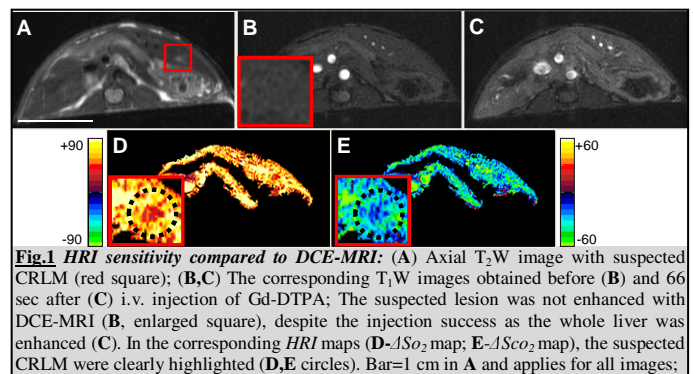 A
B
C
+90
-90
D
E
+60
-60
Fig.1 HRI sensitivity compared to DCE-MRI: (A) Axial T2W image with suspected
CRLM (red square); (B,C) The corresponding T1W images obtained before (B) and 66
sec after (C) i.v. injection of Gd-DTPA; The suspected lesion was not enhanced with
DCE-MRI (B, enlarged square), despite the injection success as the whole liver was
enhanced (C). In the corresponding HRI maps (D-ΔSo2 map; E-ΔSco2 map), the suspected
CRLM were clearly highlighted (D,E circles). Bar=1 cm in A and applies for all images;